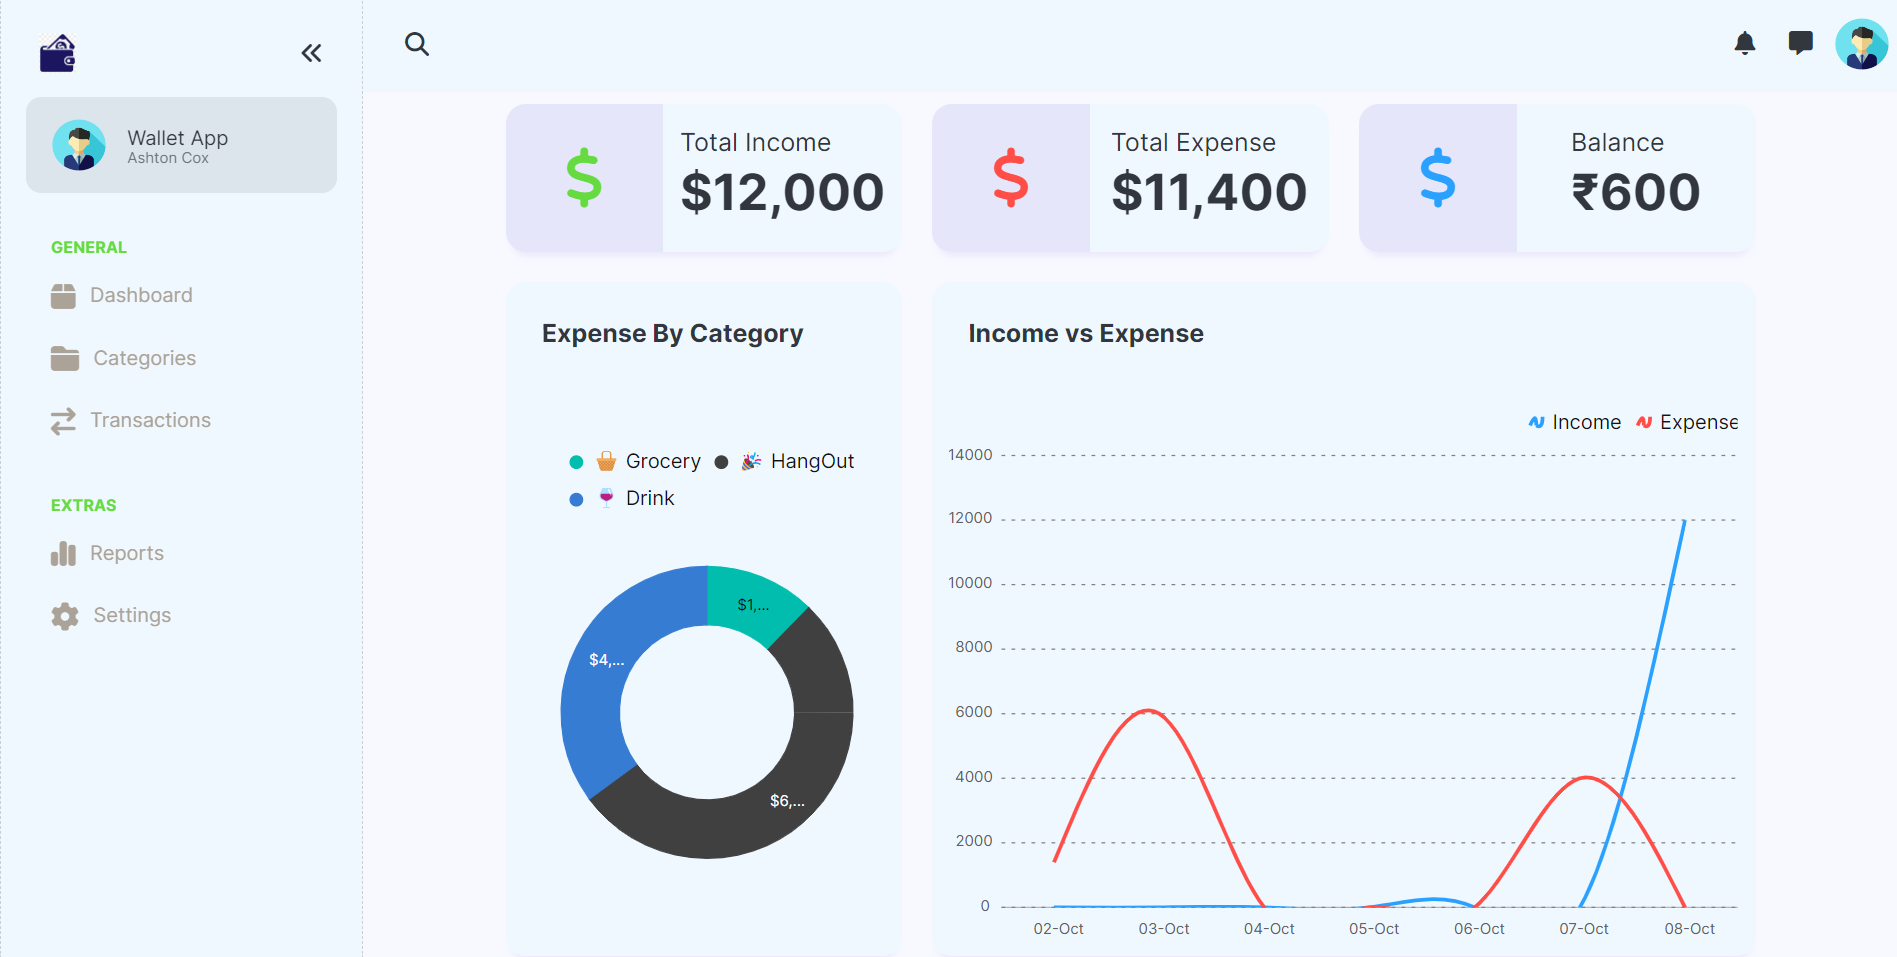 Wallet App
Ashton Cox
GENERAL
Dashboard
Categories
Transactions
EXTRAS
Reports
Settings
Total Income
$12,000
Total Expense
$11,400
Balance
₹600
Expense By Category
Grocery HangOut
Drink
$1,...
$4,...
$6,...
Income vs Expense
Income Expense
14000
12000
10000
8000
6000
4000
2000
0
02-Oct 03-Oct 04-Oct 05-Oct 06-Oct 07-Oct 08-Oct